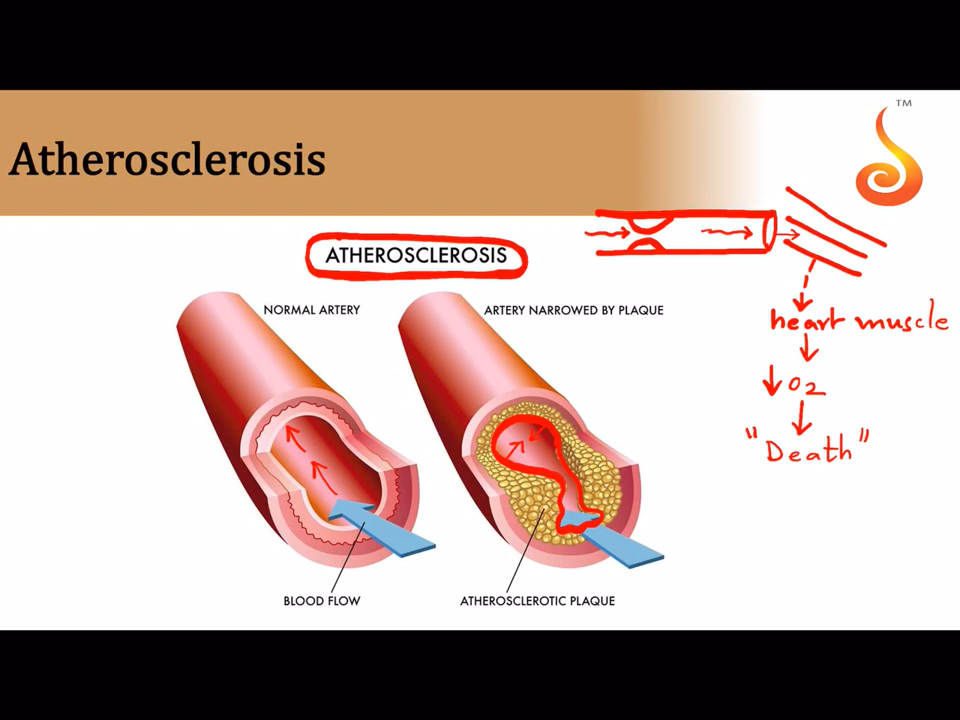 Atherosclerosis
TM
ATHEROSCLEROSIS
NORMAL ARTERY
ARTERY NARROWED BY PLAQUE
heart muscle
O2
"Death"
BLOOD FLOW
ATHEROSCLEROTIC PLAQUE